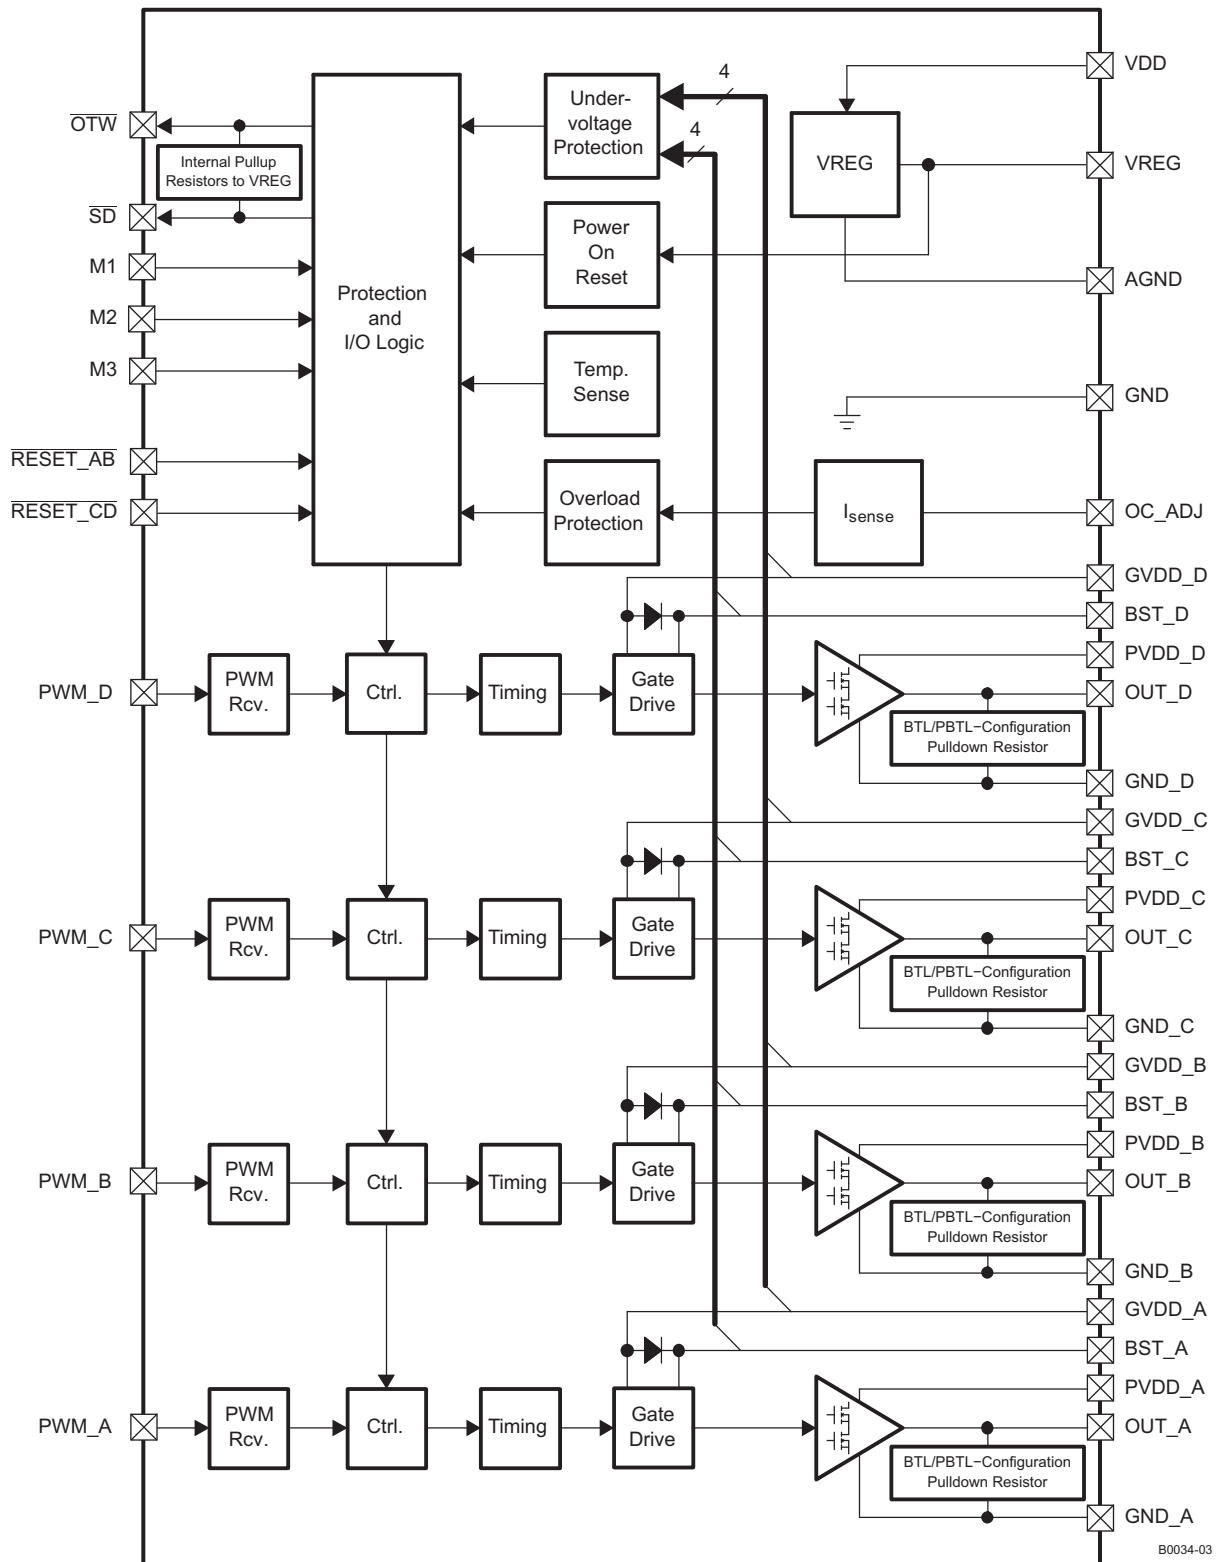 4
VDD
OTW
Under-
voltage
Protection
4
Internal Pullup
Resistors to VREG
VREG
VREG
SD
Power
On
Reset
M1
AGND
Protection
and
I/O Logic
M2
M3
Temp.
Sense
GND
RESET_AB
RESET_CD
Overload
Protection
Isense
OC_ADJ
GVDD_D
BST_D
PVDD_D
PWM_D
PWM
Rcv.
Ctrl.
Timing
Gate
Drive
OUT_D
BTL/PBTL−Configuration
Pulldown Resistor
GND_D
GVDD_C
BST_C
PVDD_C
PWM_C
PWM
Rcv.
Ctrl.
Timing
Gate
Drive
OUT_C
BTL/PBTL−Configuration
Pulldown Resistor
GND_C
GVDD_B
BST_B
PVDD_B
PWM_B
PWM
Rcv.
Ctrl.
Timing
Gate
Drive
OUT_B
BTL/PBTL−Configuration
Pulldown Resistor
GND_B
GVDD_A
BST_A
PVDD_A
PWM_A
PWM
Rcv.
Ctrl.
Timing
Gate
Drive
OUT_A
BTL/PBTL−Configuration
Pulldown Resistor
GND_A
B0034-03